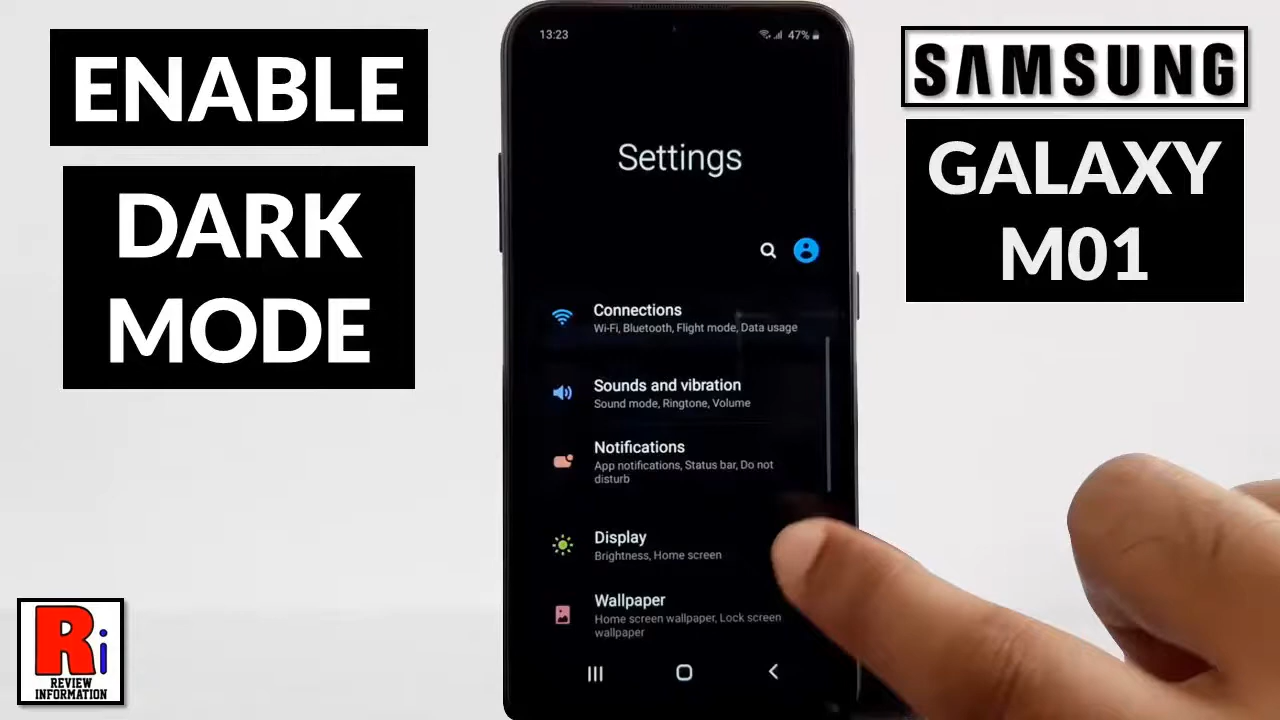 ENABLE
DARK
MODE
13:23
47%
Settings
Connections
Wi-Fi, Bluetooth, Flight mode, Data usage
Sounds and vibration
Sound mode, Ringtone, Volume
Notifications
App notifications, Status bar, Do not
disturb
Display
Brightness, Home screen
Wallpaper
Home screen wallpaper, Lock screen
wallpaper
SAMSUNG
GALAXY
M01
Ri
REVIEW
INFORMATION